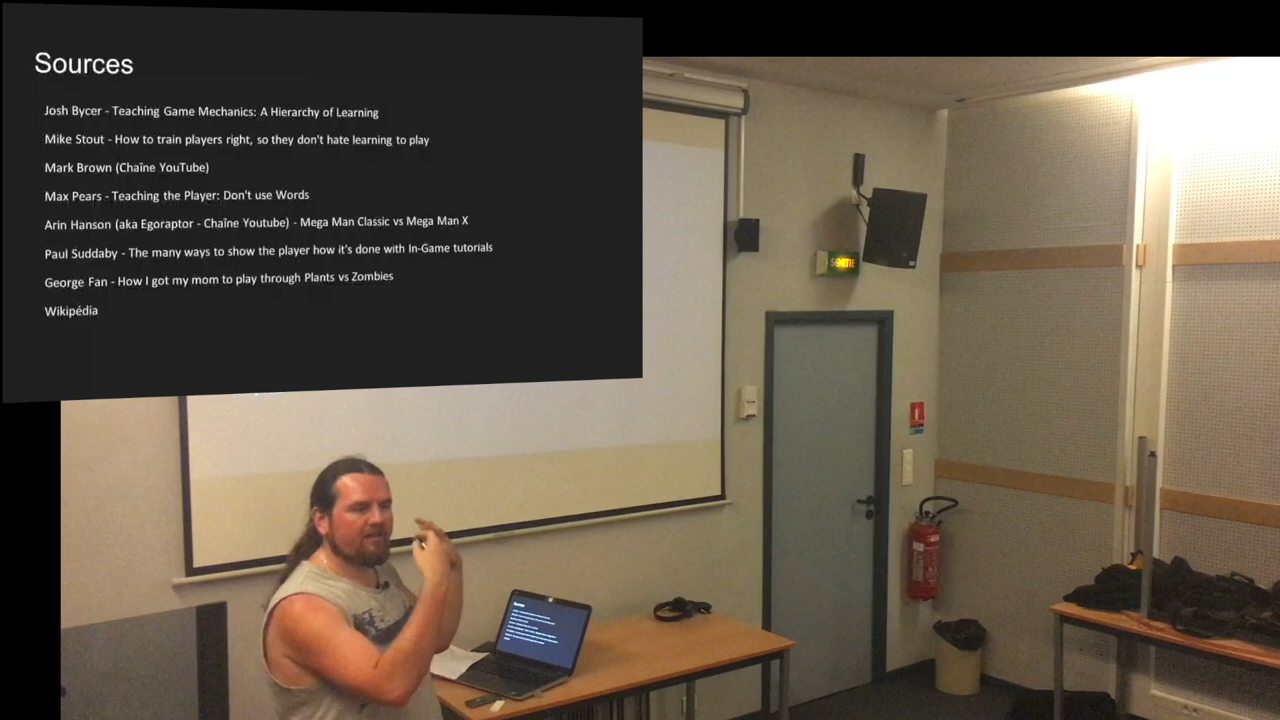 Sources
Josh Bycer - Teaching Game Mechanics: A Hierarchy of Learning
Mike Stout - How to train players right, so they don't hate learning to play
Mark Brown (Chaîne YouTube)
Max Pears - Teaching the Player: Don't use Words
Arin Hanson (aka Egoraptor - Chaîne Youtube) - Mega Man Classic vs Mega Man X
Paul Suddaby - The many ways to show the player how it's done with In-Game tutorials
George Fan - How I got my mom to play through Plants vs Zombies
Wikipédia
SORTIE